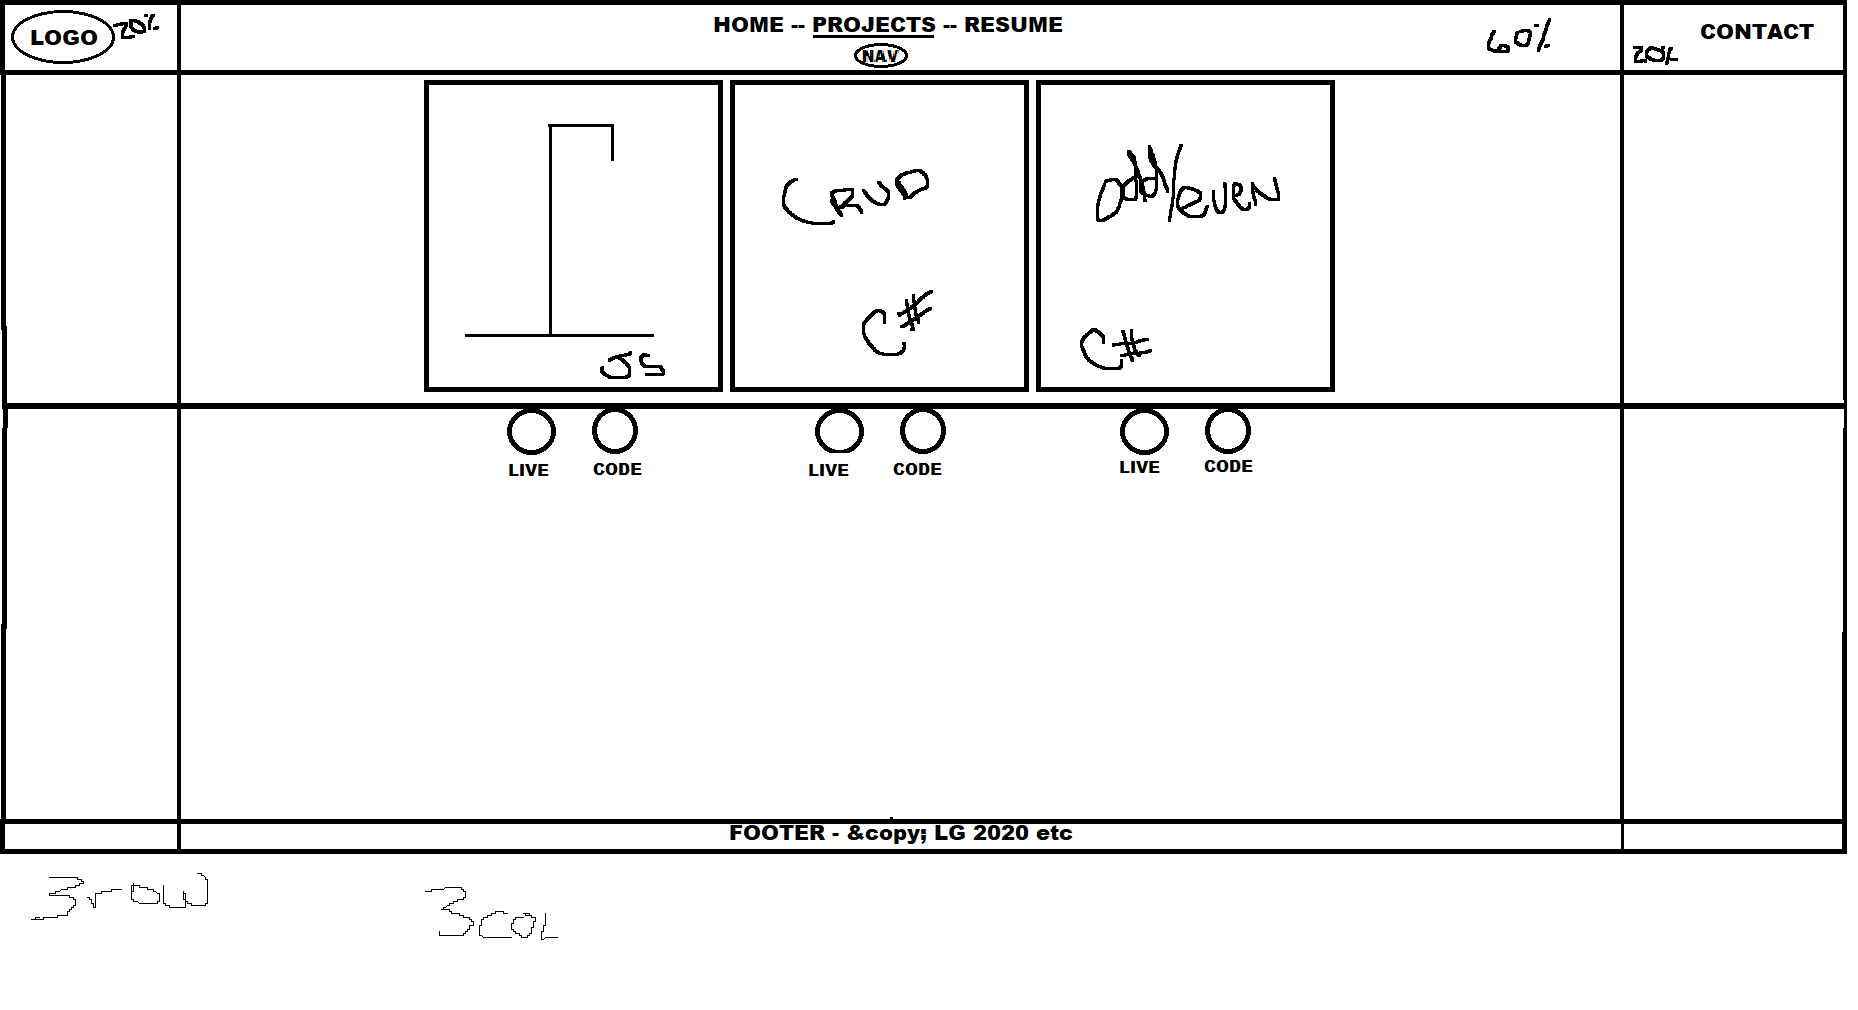 LOGO 20%
HOME -- PROJECTS -- RESUME
NAV
60%
20%
CONTACT
JS
CRUD
C#
odd/even
C#
LIVE CODE
LIVE CODE
LIVE CODE
FOOTER - &copy; LG 2020 etc
3row
3col